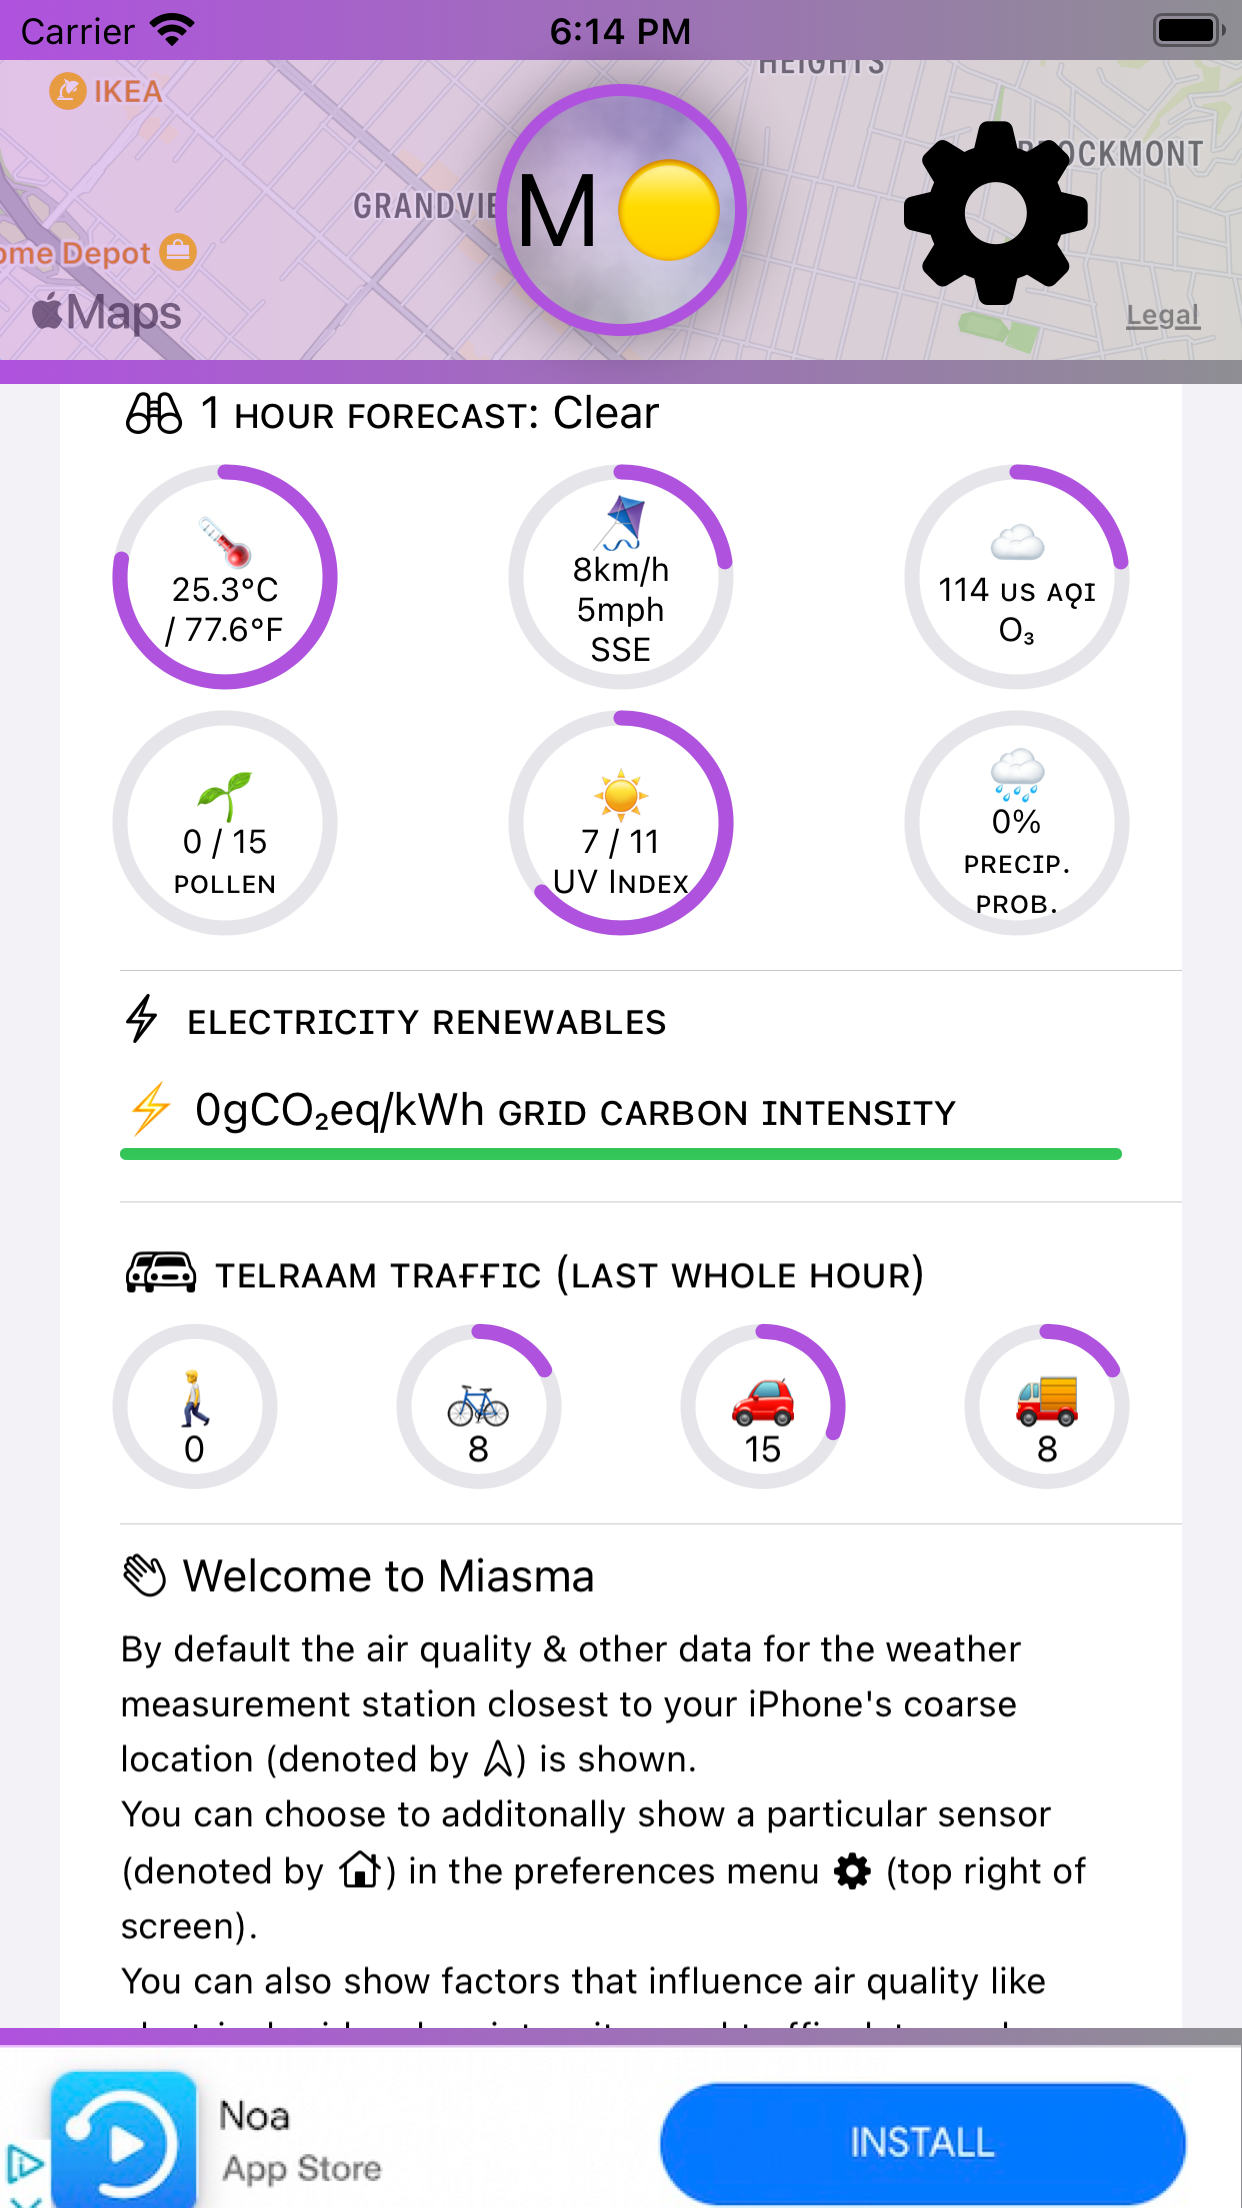 Carrier
6:14 PM
HEIGHTS
IKEA
OCKMONT
GRANDVIE
M
ome Depot
Maps
Legal
1 HOUR FORECAST: Clear
25.3°C
/ 77.6°F
8km/h
5mph
SSE
114 US AQI
O₃
0 / 15
POLLEN
7 / 11
UV INDEX
0%
PRECIP.
PROB.
ELECTRICITY RENEWABLES
0gCO₂eq/kWh GRID CARBON INTENSITY
TELRAAM TRAFFIC (LAST WHOLE HOUR)
0
8
15
8
Welcome to Miasma
By default the air quality & other data for the weather
measurement station closest to your iPhone's coarse
location (denoted by ) is shown.
You can choose to additonally show a particular sensor
(denoted by ) in the preferences menu (top right of
screen).
You can also show factors that influence air quality like
Noa
App Store
INSTALL